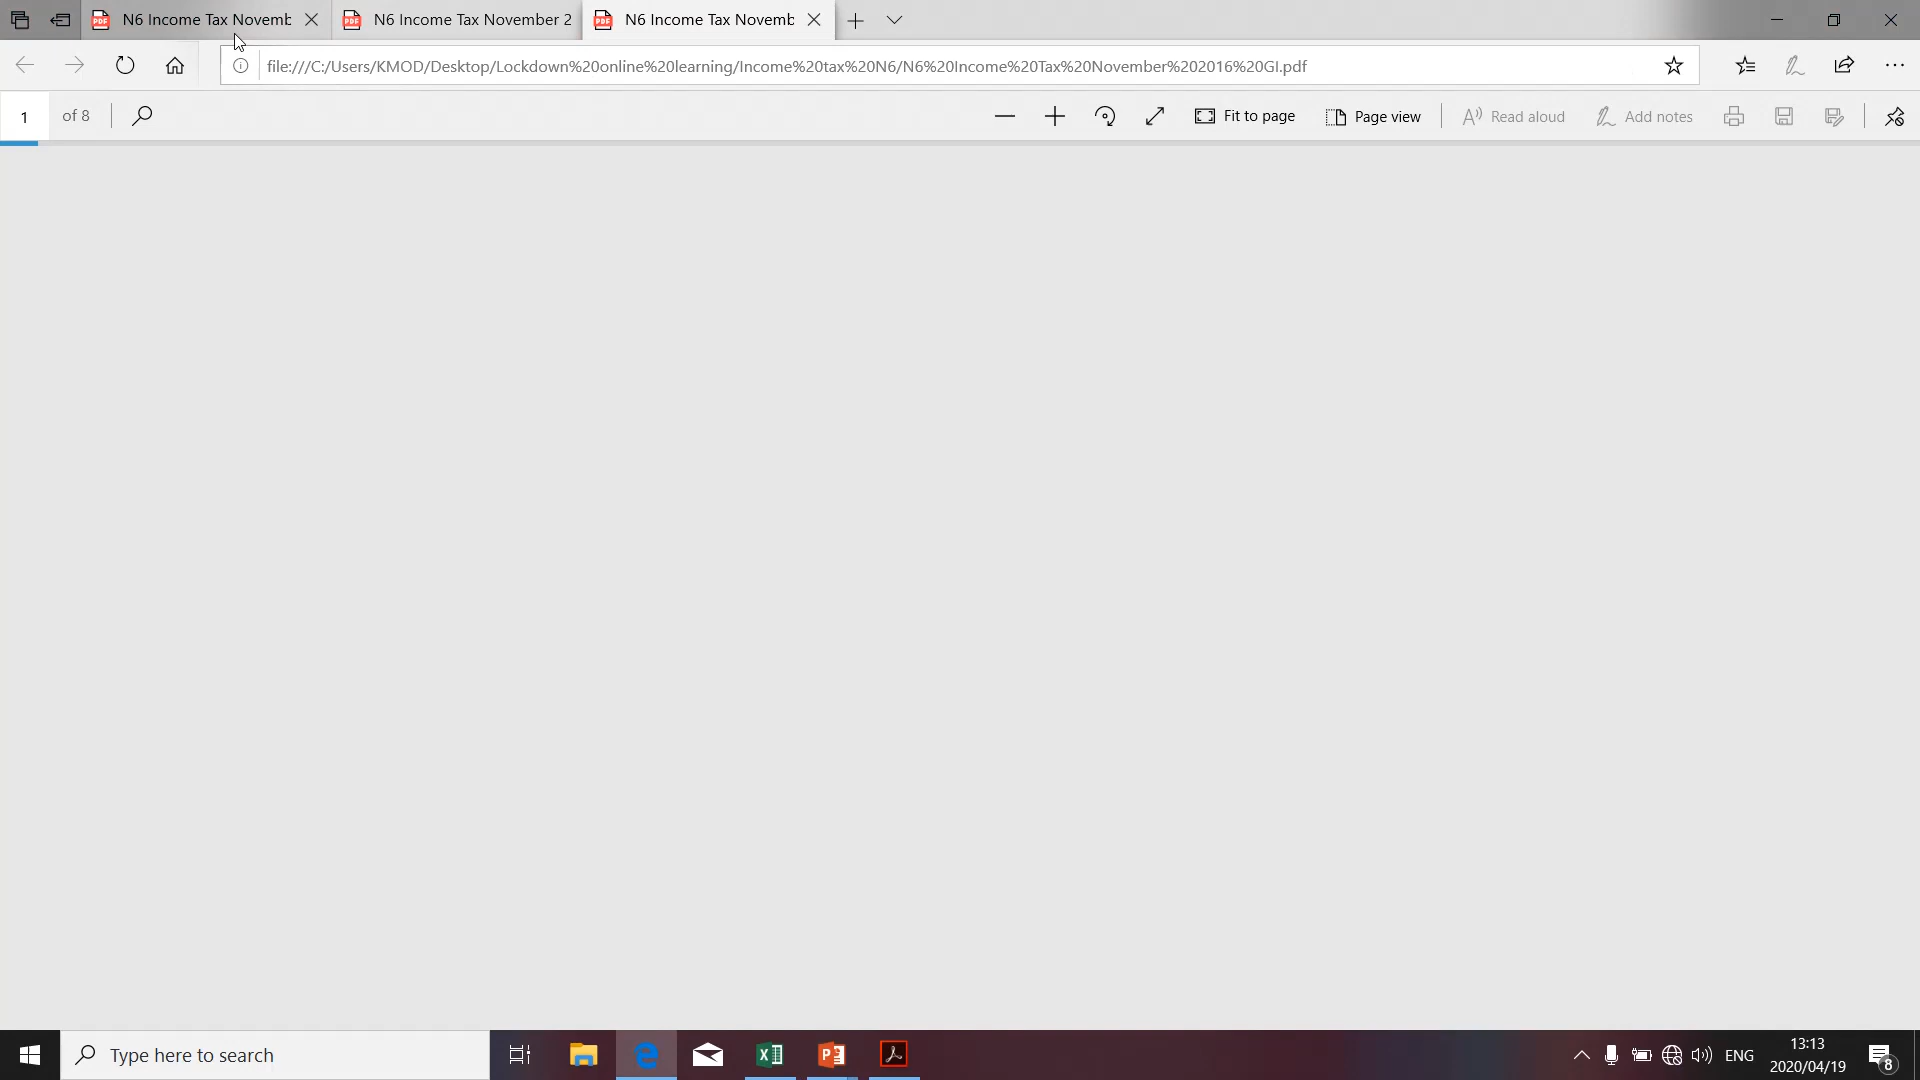 N6 Income Tax Novemb
N6 Income Tax November 2
N6 Income Tax Novemb
file:///C:/Users/KMOD/Desktop/Lockdown%20online%20learning/Income%20tax%20N6/N6%20Income%20Tax%20November%202016%20GI.pdf
1 of 8
Fit to page
Page view
Read aloud
Add notes
Type here to search
ENG
13:13
2020/04/19
8